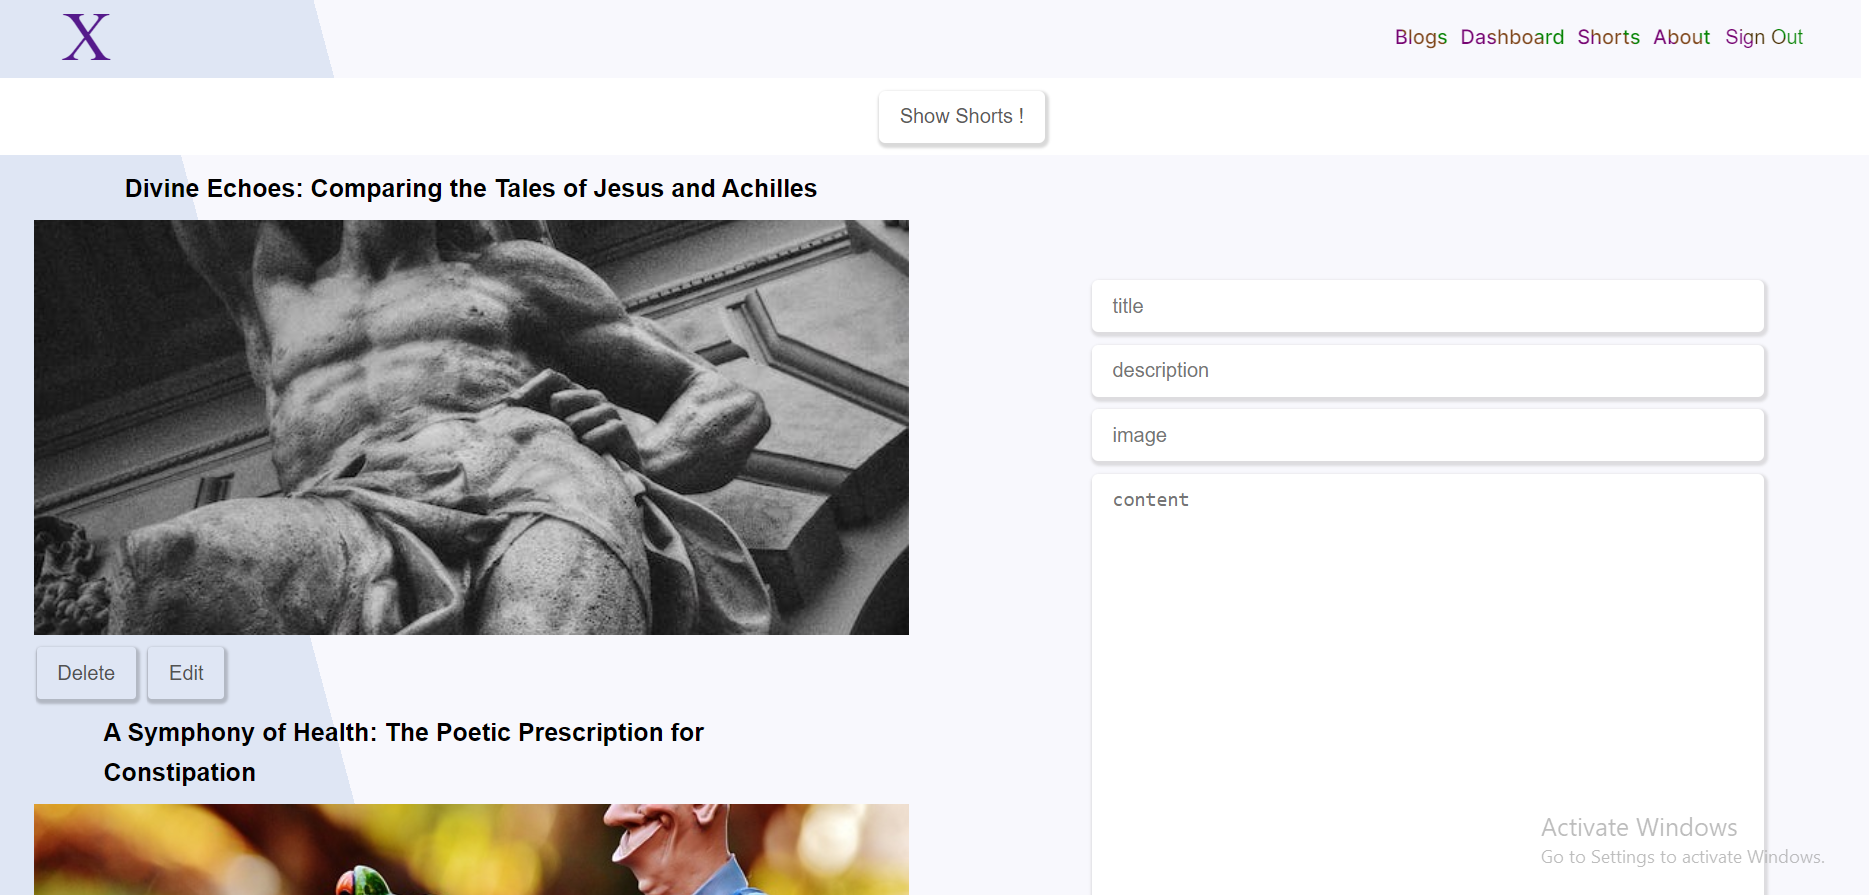 X
Blogs Dashboard Shorts About Sign Out
Show Shorts !
Divine Echoes: Comparing the Tales of Jesus and Achilles
title
description
image
content
Delete Edit
A Symphony of Health: The Poetic Prescription for
Constipation
Activate Windows
Go to Settings to activate Windows.